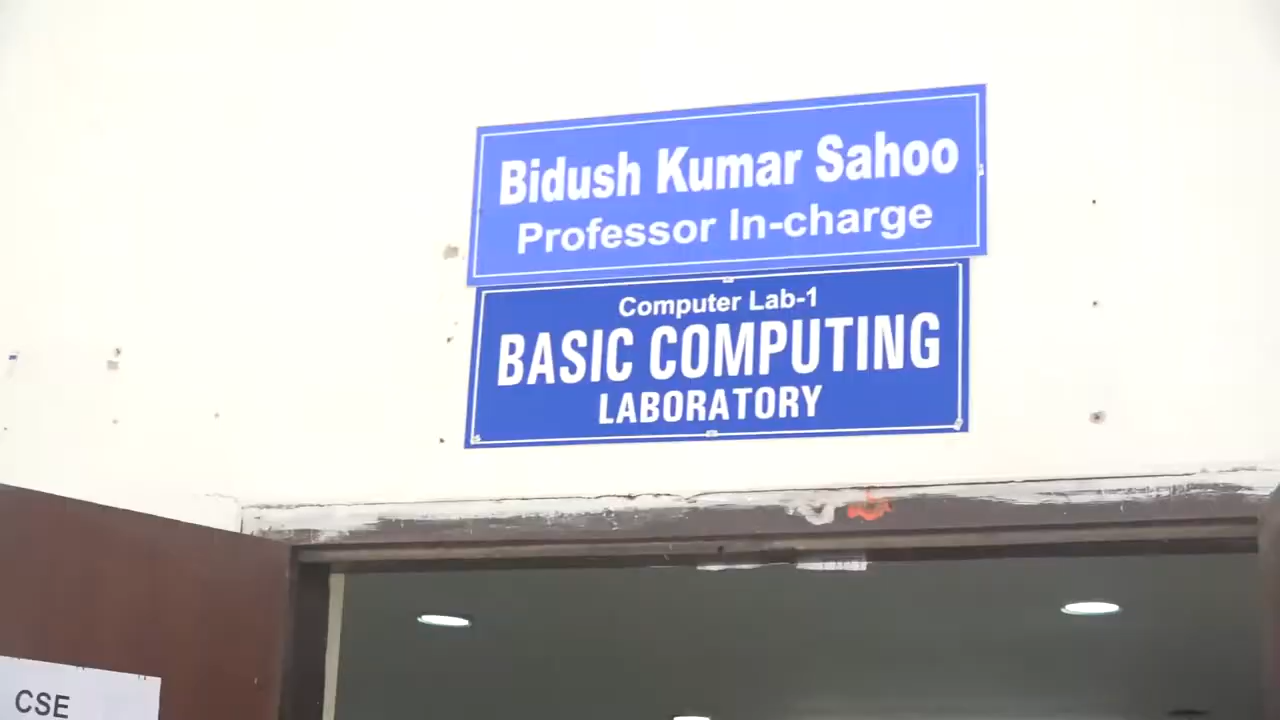 Bidush Kumar Sahoo
Professor In-charge
Computer Lab-1
BASIC COMPUTING
LABORATORY
CSE